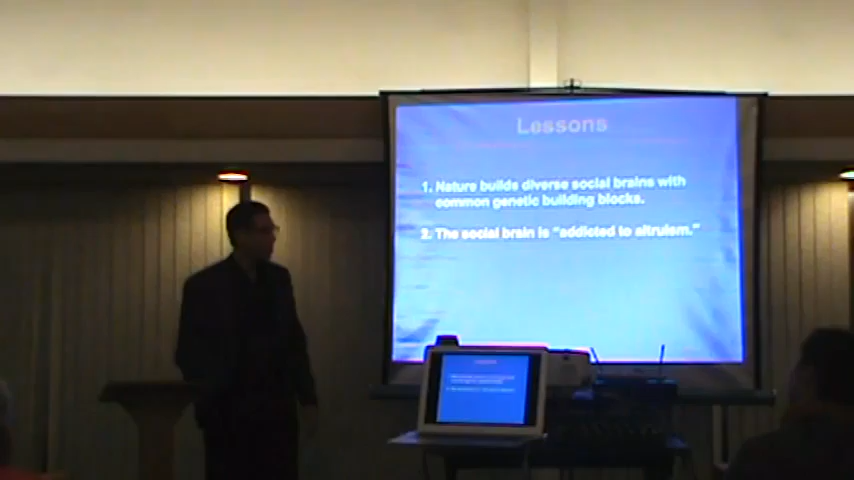 Lessons
1. Nature builds diverse social brains with
common genetic building blocks.
2. The social brain is "addicted to altruism."